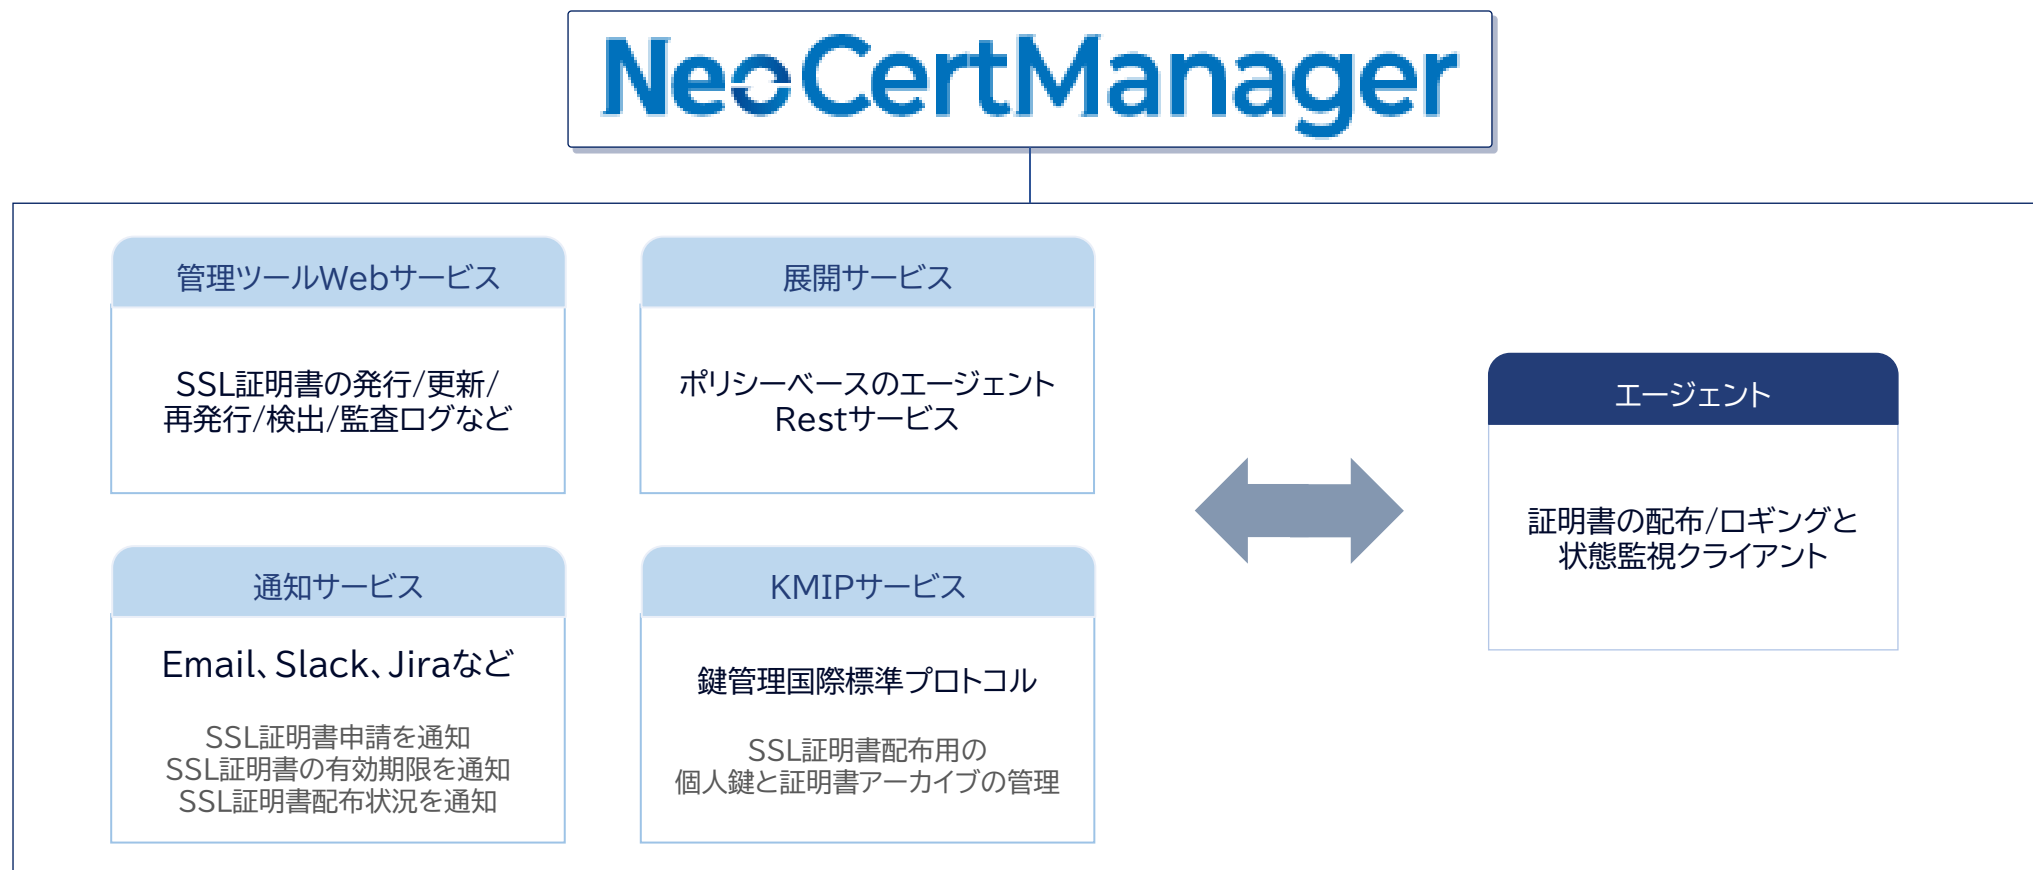 NeoCertManager
管理ツールWebサービス
SSL証明書の発行/更新/
再発行/検出/監査ログなど
展開サービス
ポリシーベースのエージェント
Restサービス
通知サービス
Email、Slack、Jiraなど
SSL証明書申請を通知
SSL証明書の有効期限を通知
SSL証明書配布状況を通知
KMIPサービス
鍵管理国際標準プロトコル
SSL証明書配布用の
個人鍵と証明書アーカイブの管理
エージェント
証明書の配布/ロギングと
状態監視クライアント